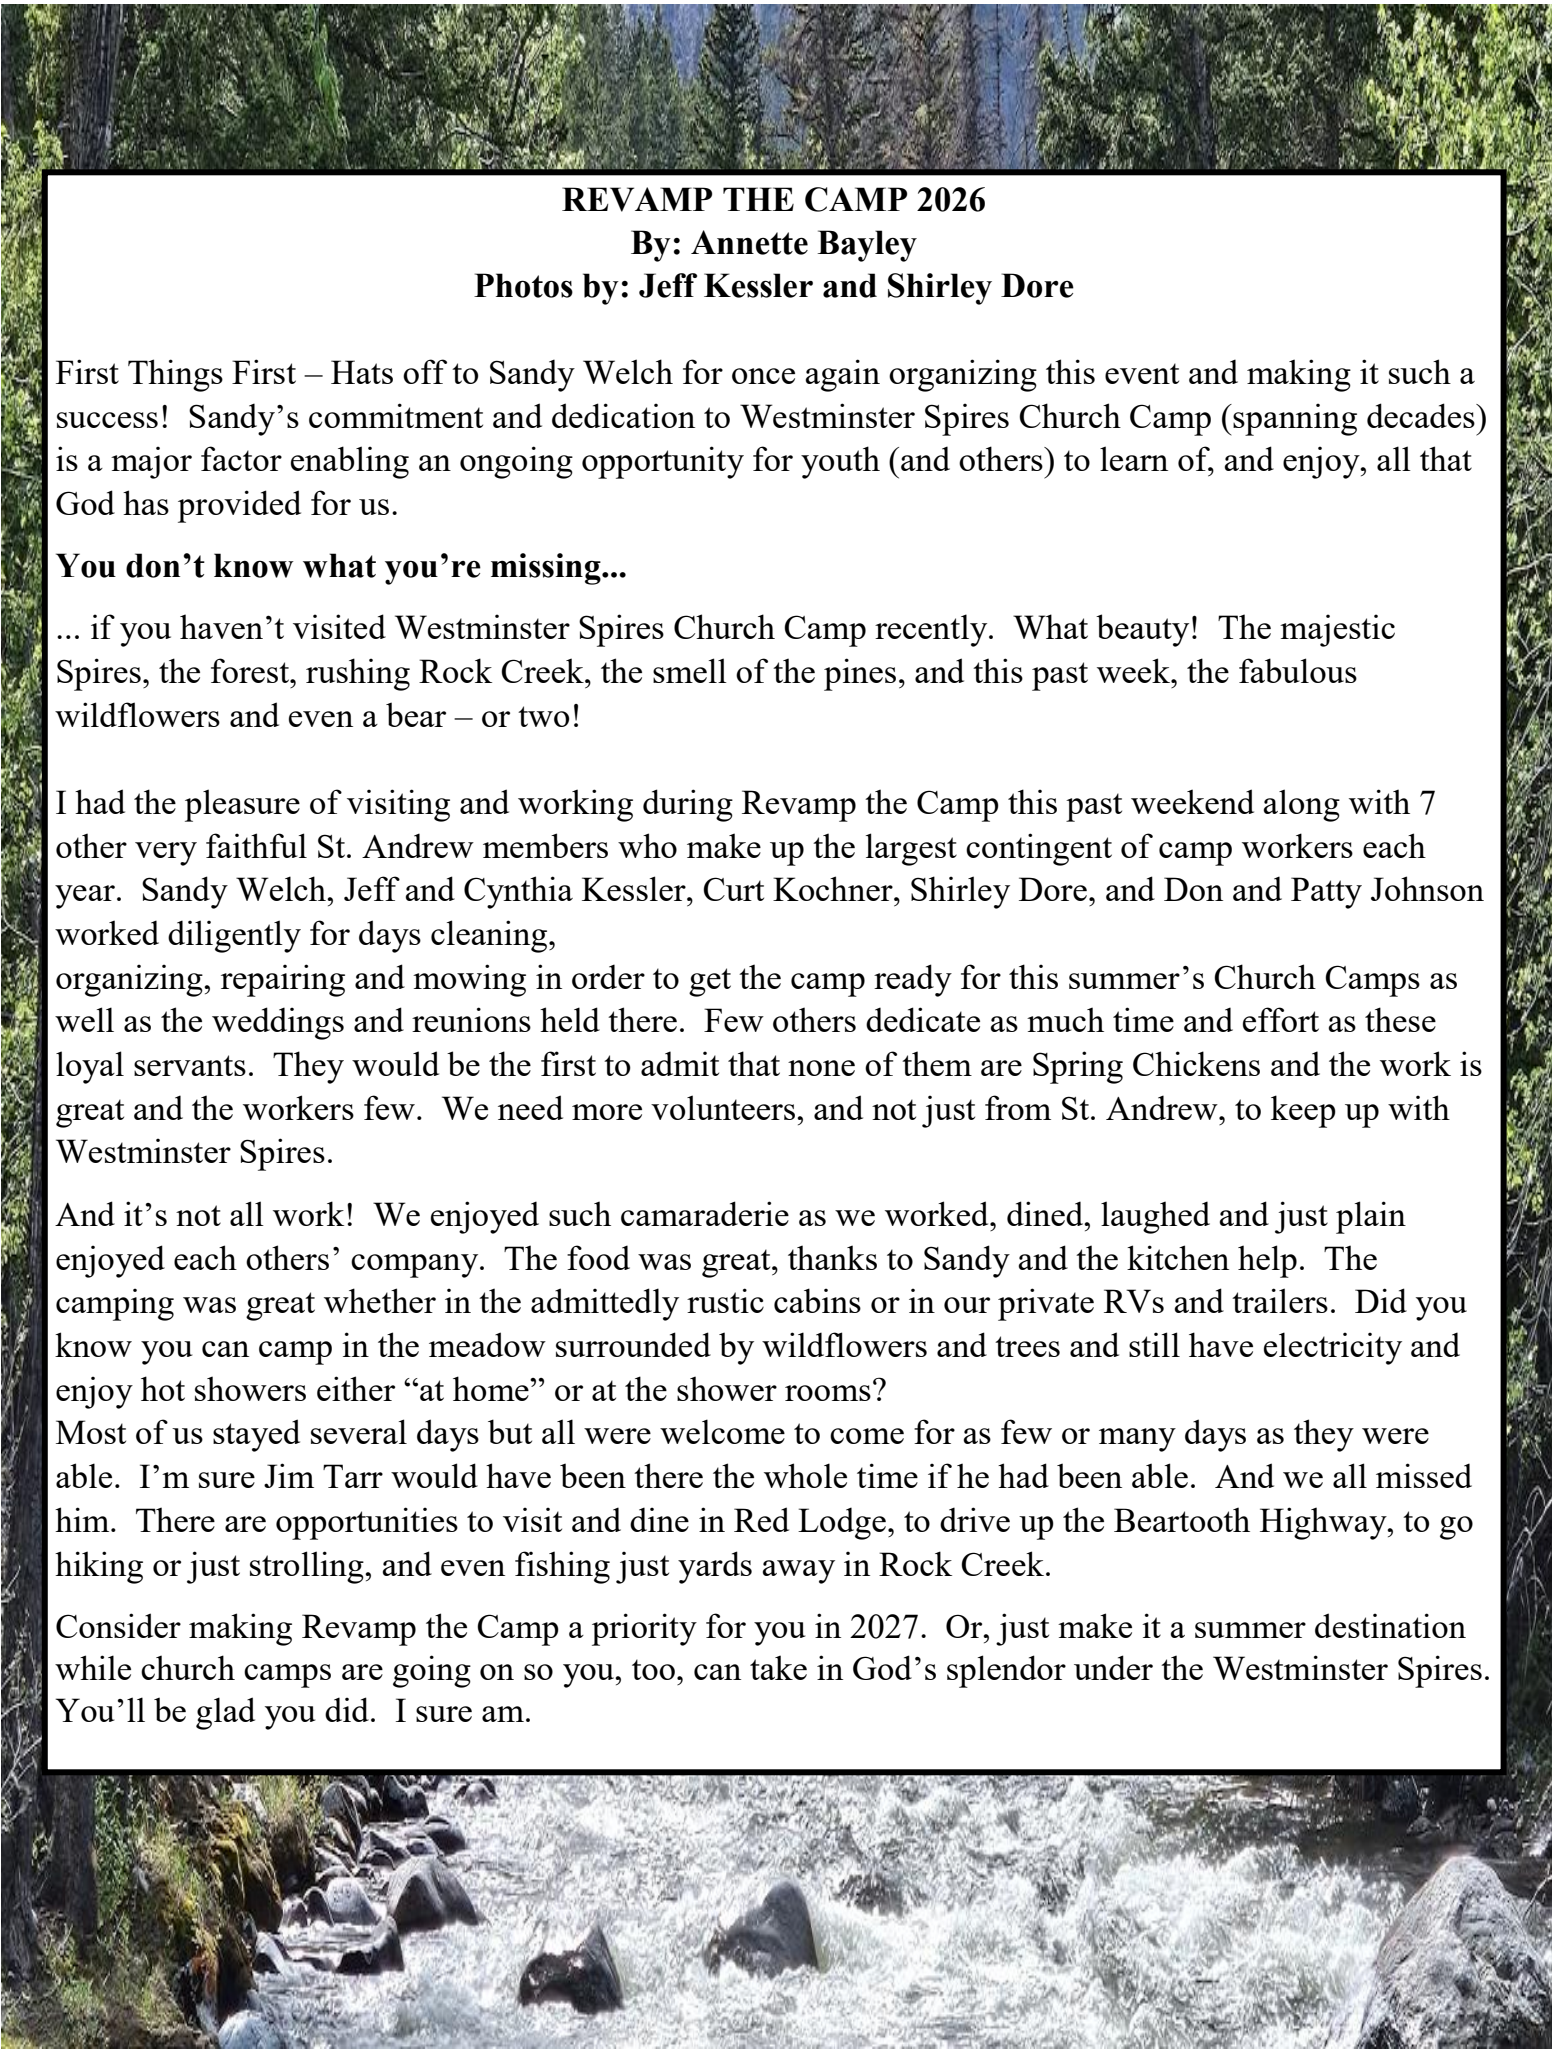 REVAMP THE CAMP 2026
By: Annette Bayley
Photos by: Jeff Kessler and Shirley Dore
First Things First – Hats off to Sandy Welch for once again organizing this event and making it such a
success!  Sandy’s commitment and dedication to Westminster Spires Church Camp (spanning decades)
is a major factor enabling an ongoing opportunity for youth (and others) to learn of, and enjoy, all that
God has provided for us.
You don’t know what you’re missing...
... if you haven’t visited Westminster Spires Church Camp recently.  What beauty!  The majestic
Spires, the forest, rushing Rock Creek, the smell of the pines, and this past week, the fabulous
wildflowers and even a bear – or two!
I had the pleasure of visiting and working during Revamp the Camp this past weekend along with 7
other very faithful St. Andrew members who make up the largest contingent of camp workers each
year.  Sandy Welch, Jeff and Cynthia Kessler, Curt Kochner, Shirley Dore, and Don and Patty Johnson
worked diligently for days cleaning,
organizing, repairing and mowing in order to get the camp ready for this summer’s Church Camps as
well as the weddings and reunions held there.  Few others dedicate as much time and effort as these
loyal servants.  They would be the first to admit that none of them are Spring Chickens and the work is
great and the workers few.  We need more volunteers, and not just from St. Andrew, to keep up with
Westminster Spires.
And it’s not all work!  We enjoyed such camaraderie as we worked, dined, laughed and just plain
enjoyed each others’ company.  The food was great, thanks to Sandy and the kitchen help.  The
camping was great whether in the admittedly rustic cabins or in our private RVs and trailers.  Did you
know you can camp in the meadow surrounded by wildflowers and trees and still have electricity and
enjoy hot showers either “at home” or at the shower rooms?
Most of us stayed several days but all were welcome to come for as few or many days as they were
able.  I’m sure Jim Tarr would have been there the whole time if he had been able.  And we all missed
him.  There are opportunities to visit and dine in Red Lodge, to drive up the Beartooth Highway, to go
hiking or just strolling, and even fishing just yards away in Rock Creek.
Consider making Revamp the Camp a priority for you in 2027.  Or, just make it a summer destination
while church camps are going on so you, too, can take in God’s splendor under the Westminster Spires.
You’ll be glad you did.  I sure am.